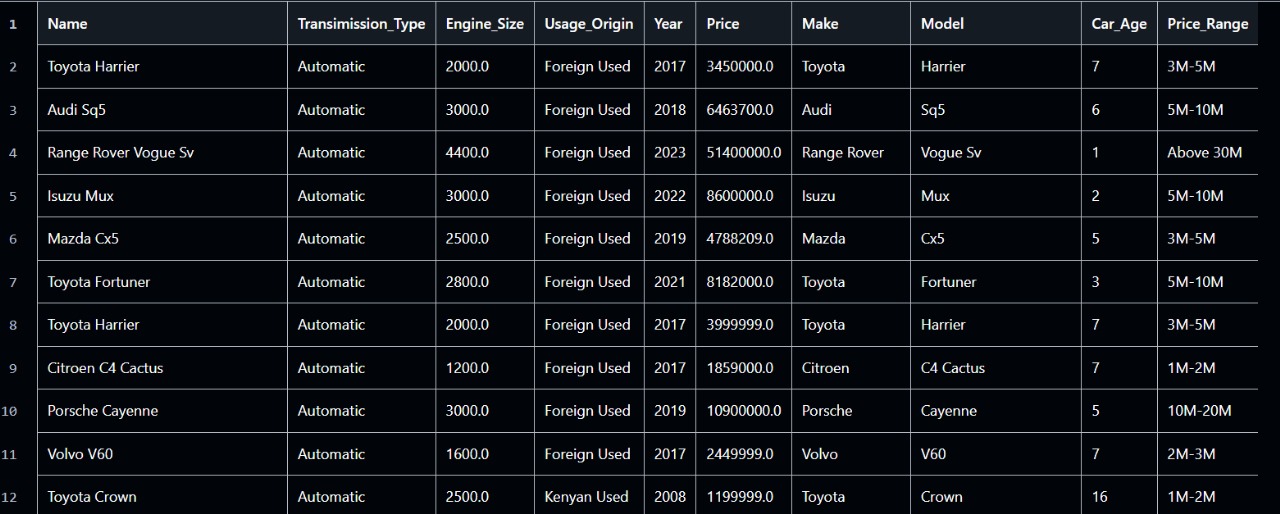 1 Name Transimission_Type Engine_Size Usage_Origin Year Price Make Model Car_Age Price_Range
2 Toyota Harrier Automatic 2000.0 Foreign Used 2017 3450000.0 Toyota Harrier 7 3M-5M
3 Audi Sq5 Automatic 3000.0 Foreign Used 2018 6463700.0 Audi Sq5 6 5M-10M
4 Range Rover Vogue Sv Automatic 4400.0 Foreign Used 2023 51400000.0 Range Rover Vogue Sv 1 Above 30M
5 Isuzu Mux Automatic 3000.0 Foreign Used 2022 8600000.0 Isuzu Mux 2 5M-10M
6 Mazda Cx5 Automatic 2500.0 Foreign Used 2019 4788209.0 Mazda Cx5 5 3M-5M
7 Toyota Fortuner Automatic 2800.0 Foreign Used 2021 8182000.0 Toyota Fortuner 3 5M-10M
8 Toyota Harrier Automatic 2000.0 Foreign Used 2017 3999999.0 Toyota Harrier 7 3M-5M
9 Citroen C4 Cactus Automatic 1200.0 Foreign Used 2017 1859000.0 Citroen C4 Cactus 7 1M-2M
10 Porsche Cayenne Automatic 3000.0 Foreign Used 2019 10900000.0 Porsche Cayenne 5 10M-20M
11 Volvo V60 Automatic 1600.0 Foreign Used 2017 2449999.0 Volvo V60 7 2M-3M
12 Toyota Crown Automatic 2500.0 Kenyan Used 2008 1199999.0 Toyota Crown 16 1M-2M